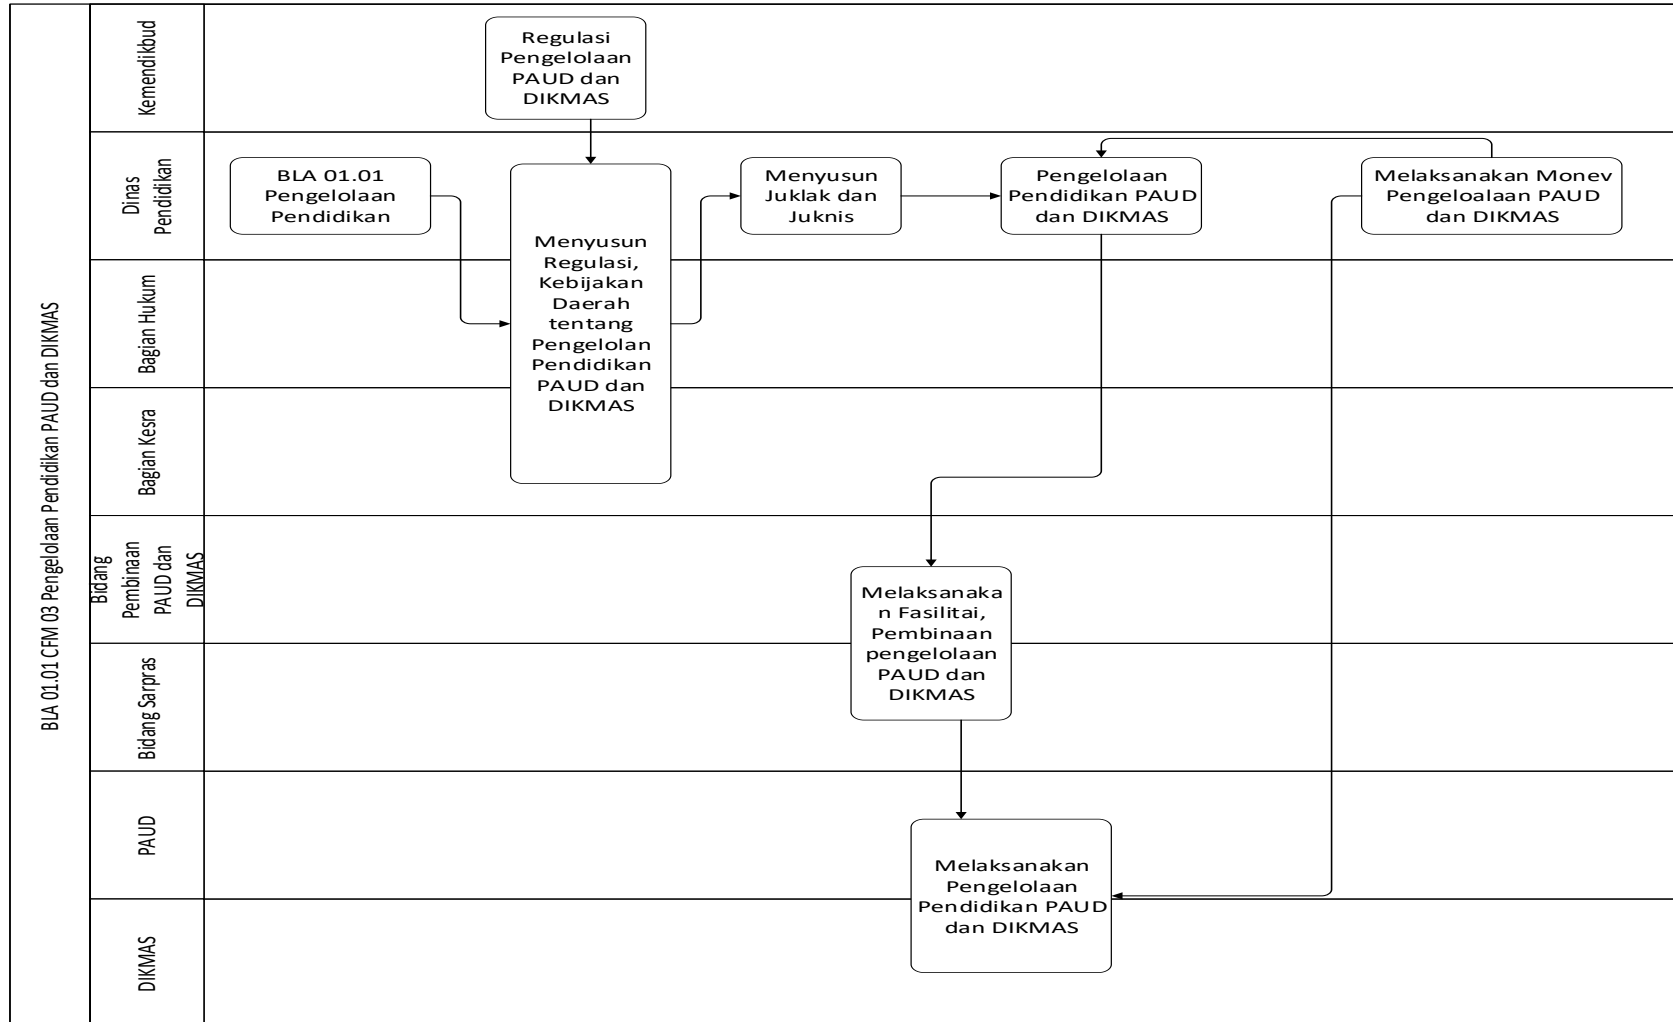 BLA 01.01 CFM 03 Pengelolaan Pendidikan PAUD dan DIKMAS
Kemendikbud
Regulasi
Pengelolaan
PAUD dan
DIKMAS
Dinas
Pendidikan
BLA 01.01
Pengelolaan
Pendidikan
Menyusun
Regulasi,
Kebijakan
Daerah
tentang
Pengelolan
Pendidikan
PAUD dan
DIKMAS
Menyusun
Juklak dan
Juknis
Pengelolaan
Pendidikan PAUD
dan DIKMAS
Melaksanakan Monev
Pengeloalaan PAUD
dan DIKMAS
Bagian Hukum
Bagian Kesra
Bidang
Pembinaan
PAUD dan
DIKMAS
Melaksanaka
n Fasilitai,
Pembinaan
pengelolaan
PAUD dan
DIKMAS
Bidang Sarpras
PAUD
Melaksanakan
Pengelolaan
Pendidikan PAUD
dan DIKMAS
DIKMAS